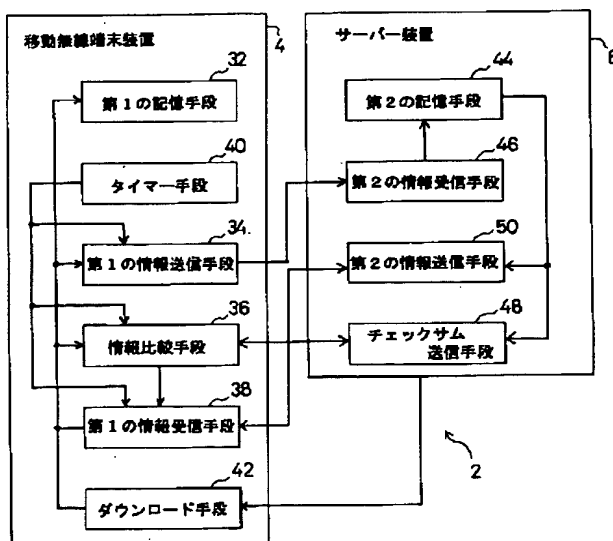 移動無線端末装置
4
32
第1の記憶手段
40
タイマー手段
34
第1の情報送信手段
36
情報比較手段
38
第1の情報受信手段
42
ダウンロード手段
サーバー装置
6
44
第2の記憶手段
46
第2の情報受信手段
50
第2の情報送信手段
48
チェックサム
送信手段
2